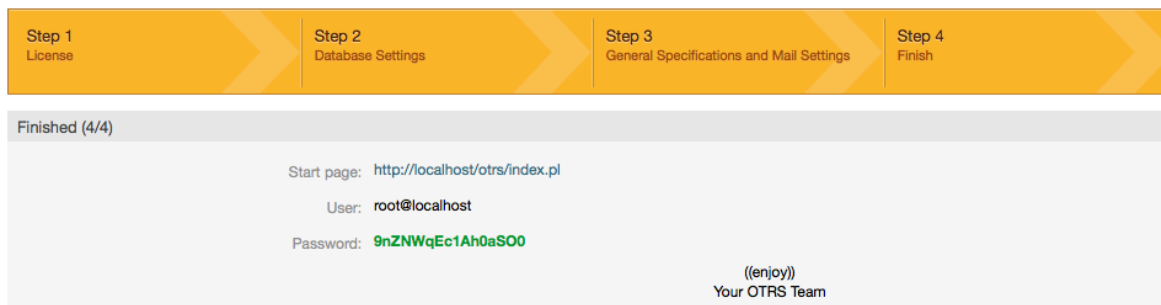 Step 1
License
Step 2
Database Settings
Step 3
General Specifications and Mail Settings
Step 4
Finish
Finished (4/4)
Start page: http://localhost/otrs/index.pl
User: root@localhost
Password: 9nZNWqEc1Ah0aSO0
((enjoy))
Your OTRS Team